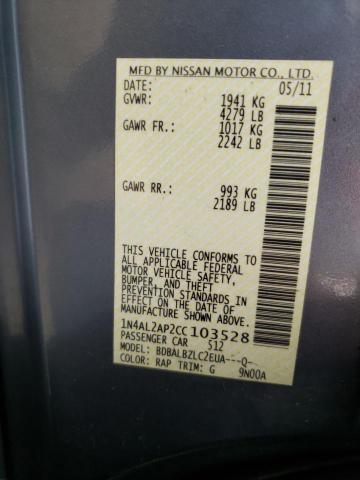 MFD BY NISSAN MOTOR CO., LTD.
DATE: 05/11
GVWR: 1941 KG
4279 LB
GAWR FR.: 1017 KG
2242 LB
GAWR RR.: 993 KG
2189 LB
THIS VEHICLE CONFORMS TO
ALL APPLICABLE FEDERAL
MOTOR VEHICLE SAFETY,
BUMPER, AND THEFT
PREVENTION STANDARDS IN
EFFECT ON THE DATE OF
MANUFACTURE SHOWN ABOVE.
1N4AL2AP2CC103528
PASSENGER CAR 512
MODEL: BDBALBZLC2EUA---Q-
COLOR: RAP TRIM: G 9N00A